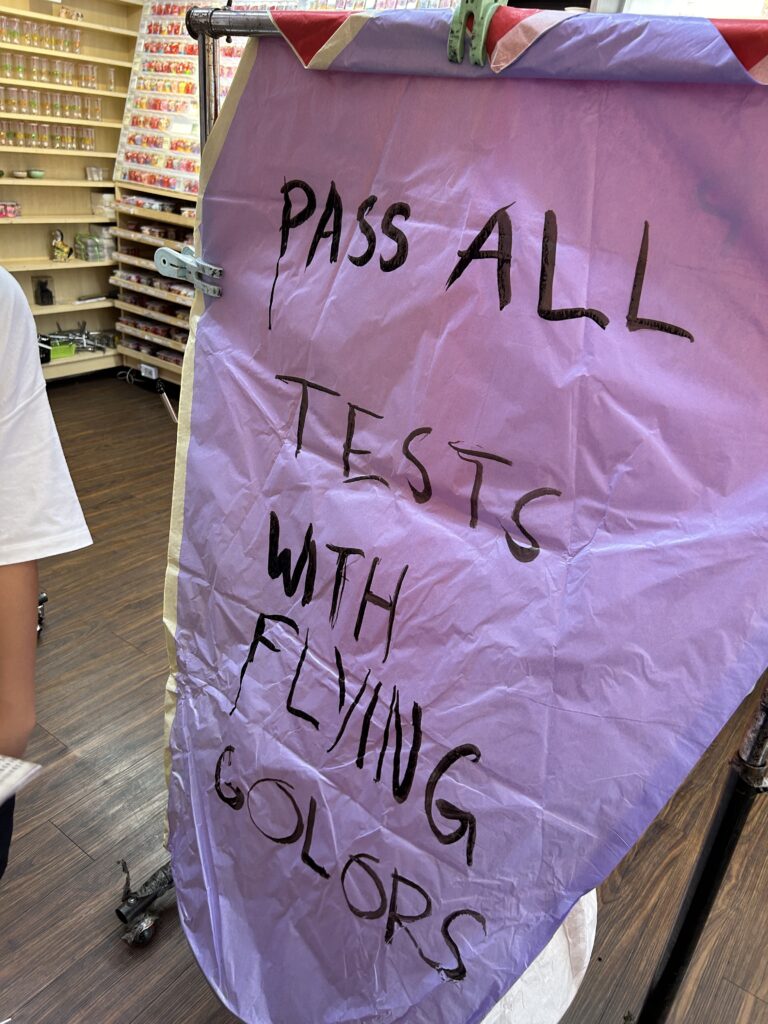 PASS ALL
TESTS
WITH
FLYING
COLORS